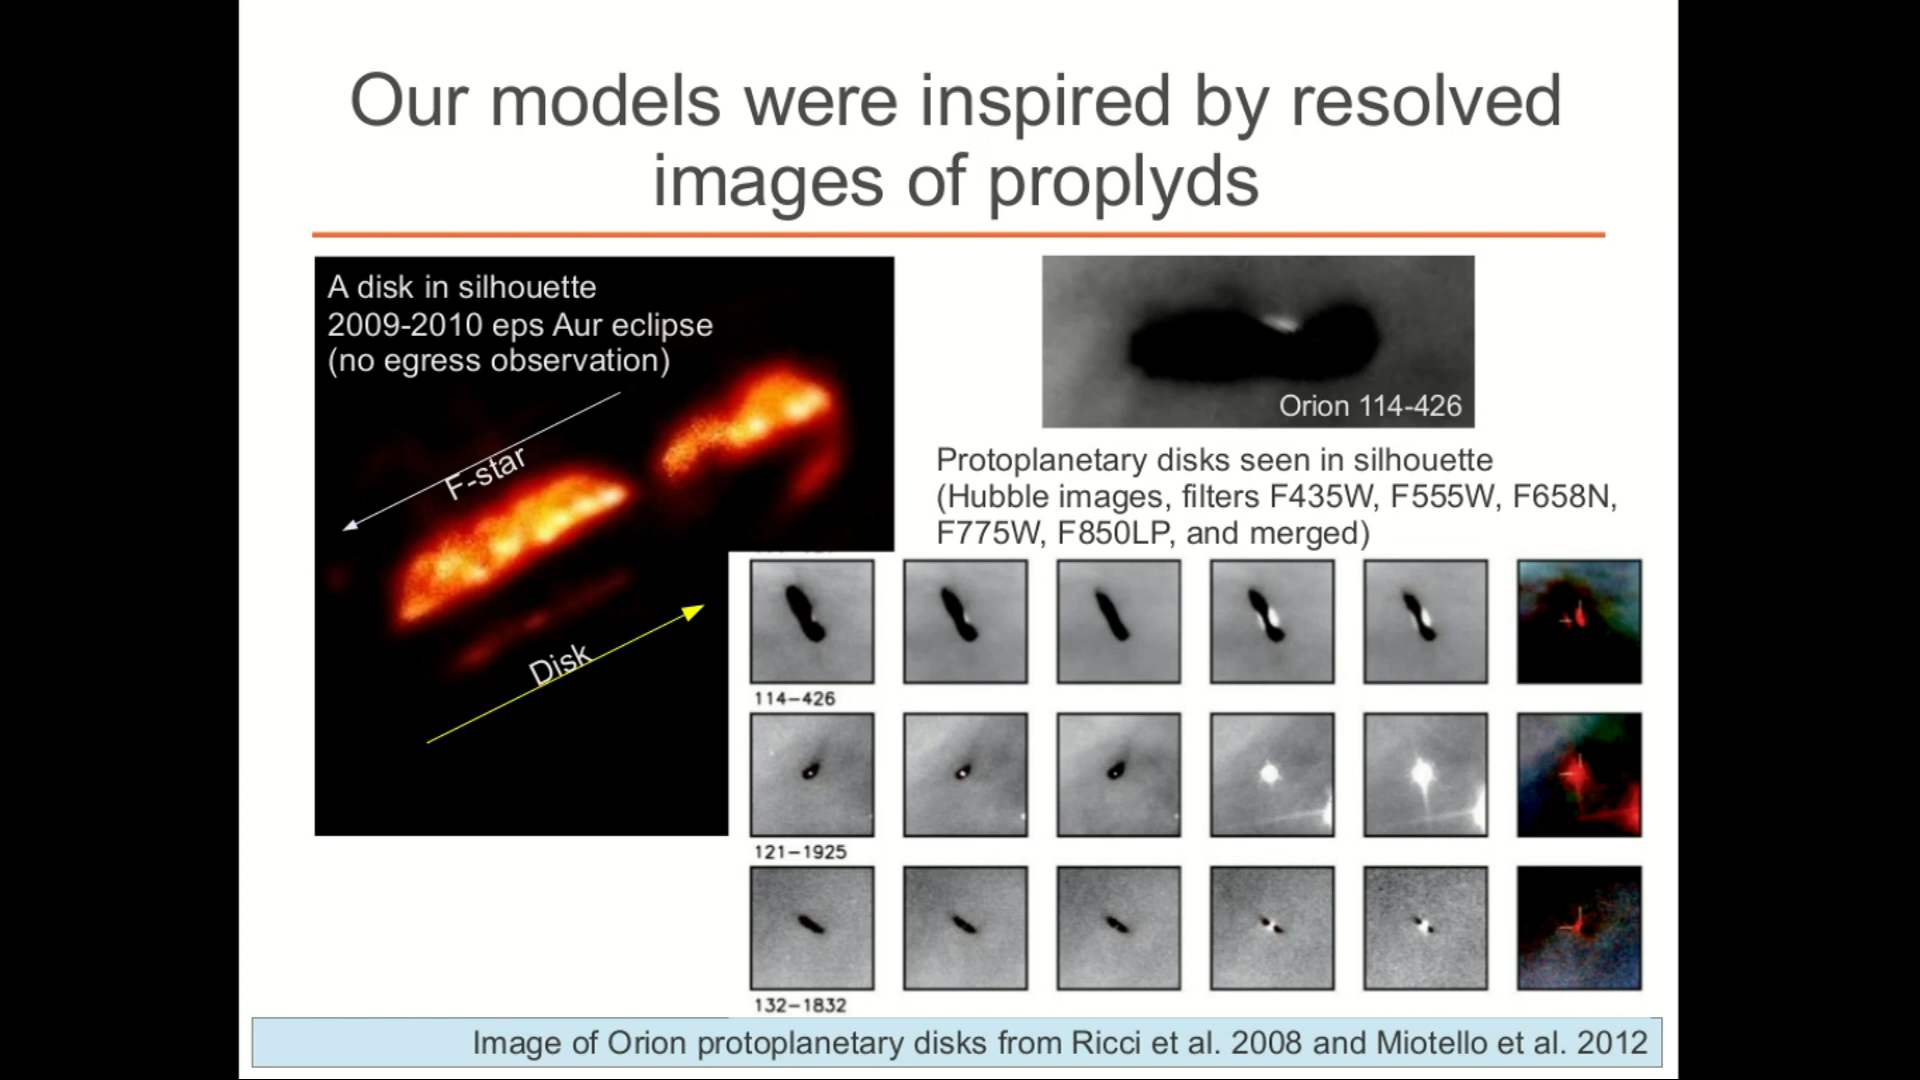 Our models were inspired by resolved
images of proplyds
A disk in silhouette
2009-2010 eps Aur eclipse
(no egress observation)
F-star
Disk
Orion 114-426
Protoplanetary disks seen in silhouette
(Hubble images, filters F435W, F555W, F658N,
F775W, F850LP, and merged)
114-426
121-1925
132-1832
Image of Orion protoplanetary disks from Ricci et al. 2008 and Miotello et al. 2012